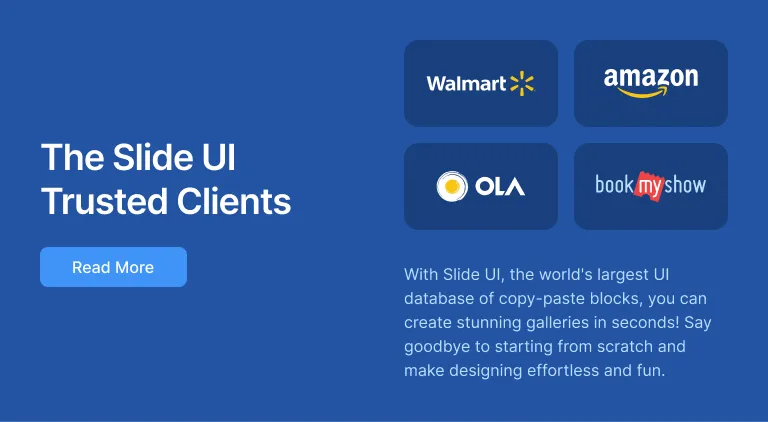 The Slide UI
Trusted Clients
Read More
Walmart
amazon
OLA
bookmyshow
With Slide UI, the world's largest UI
database of copy-paste blocks, you can
create stunning galleries in seconds! Say
goodbye to starting from scratch and
make designing effortless and fun.